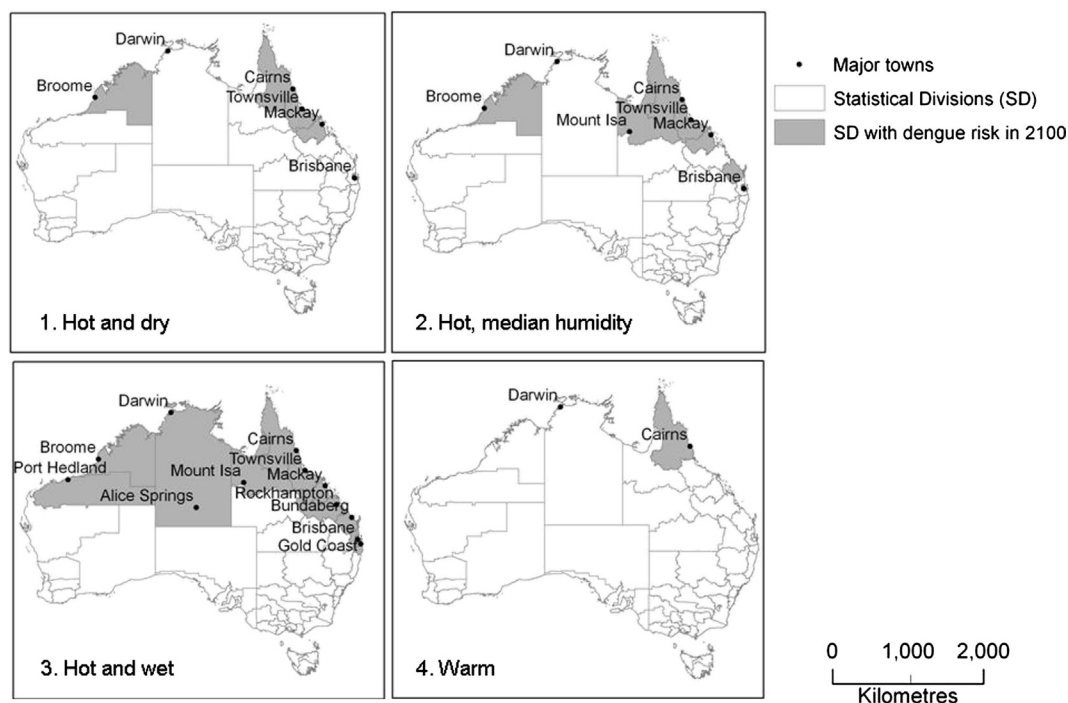 Darwin
Broome
Cairns
Townsville
Mackay
Brisbane
1. Hot and dry
Darwin
Broome
Cairns
Townsville
Mount Isa
Mackay
Brisbane
2. Hot, median humidity
Major towns
Statistical Divisions (SD)
SD with dengue risk in 2100
Darwin
Broome
Port Hedland
Cairns
Townsville
Mount Isa
Mackay
Alice Springs
Rockhampton
Bundaberg
Brisbane
Gold Coast
3. Hot and wet
Darwin
Cairns
4. Warm
0 1,000 2,000
Kilometres